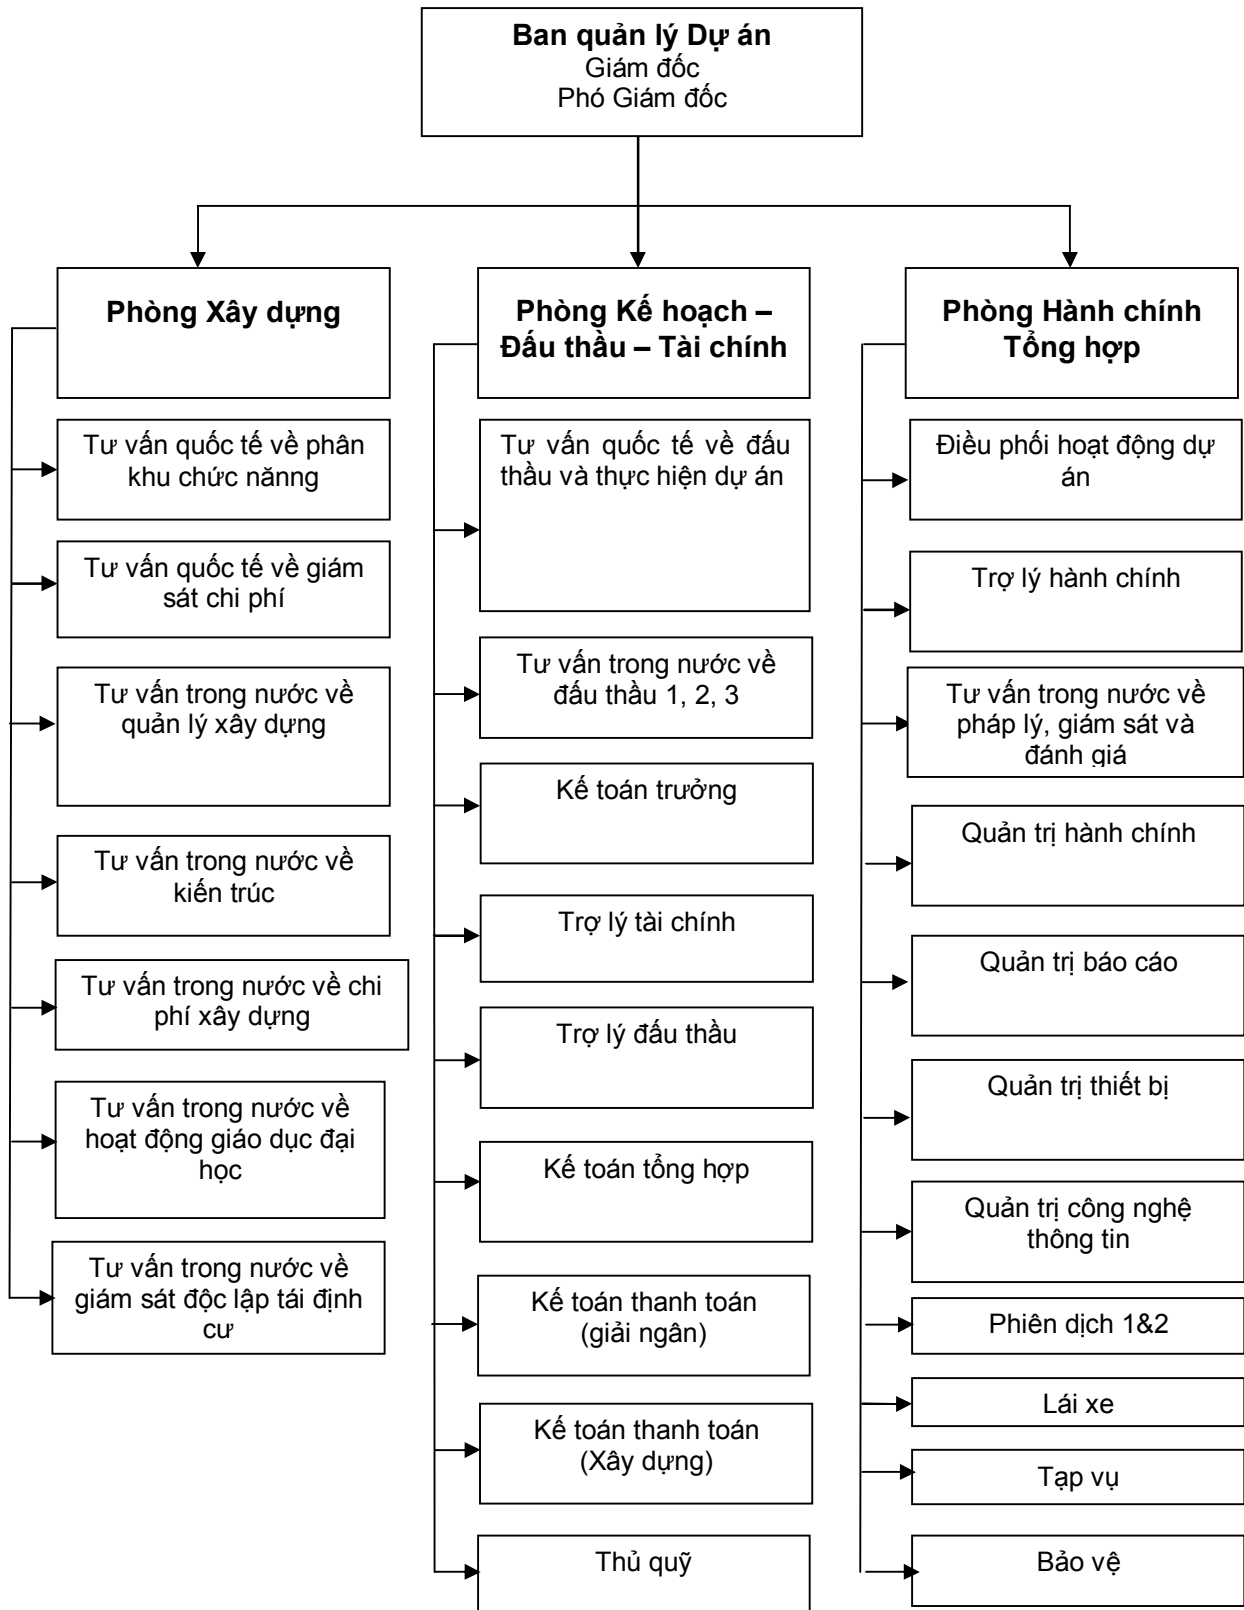 Ban quản lý Dự án
Giám đốc
Phó Giám đốc
Phòng Xây dựng
Tư vấn quốc tế về phân
khu chức nănng
Tư vấn quốc tế về giám
sát chi phí
Tư vấn trong nước về
quản lý xây dựng
Tư vấn trong nước về
kiến trúc
Tư vấn trong nước về chi
phí xây dựng
Tư vấn trong nước về
hoạt động giáo dục đại
học
Tư vấn trong nước về
giám sát độc lập tái định
cư
Phòng Kế hoạch –
Đấu thầu – Tài chính
Tư vấn quốc tế về đấu
thầu và thực hiện dự án
Tư vấn trong nước về
đấu thầu 1, 2, 3
Kế toán trưởng
Trợ lý tài chính
Trợ lý đấu thầu
Kế toán tổng hợp
Kế toán thanh toán
(giải ngân)
Kế toán thanh toán
(Xây dựng)
Thủ quỹ
Phòng Hành chính
Tổng hợp
Điều phối hoạt động dự
án
Trợ lý hành chính
Tư vấn trong nước về
pháp lý, giám sát và
đánh giá
Quản trị hành chính
Quản trị báo cáo
Quản trị thiết bị
Quản trị công nghệ
thông tin
Phiên dịch 1&2
Lái xe
Tạp vụ
Bảo vệ